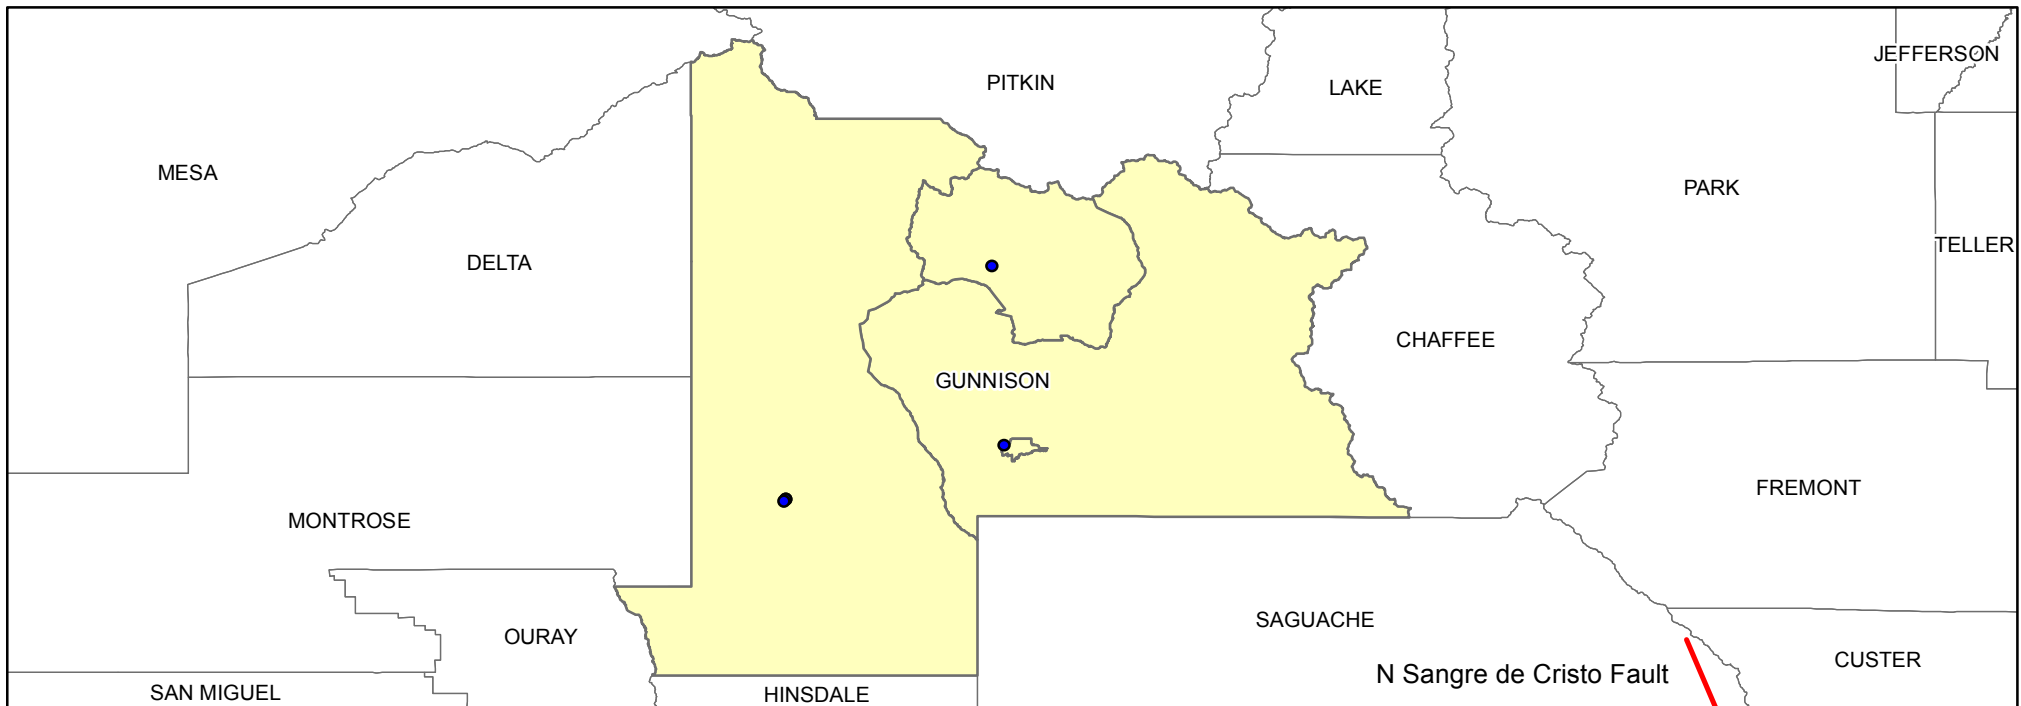 JEFFERSON
PITKIN
LAKE
MESA
PARK
TELLER
DELTA
CHAFFEE
GUNNISON
FREMONT
MONTROSE
SAGUACHE
OURAY
CUSTER
N Sangre de Cristo Fault
SAN MIGUEL
HINSDALE